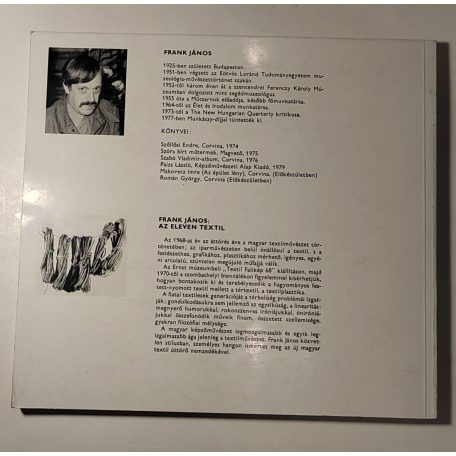 FRANK JÁNOS
1925-ben született Budapesten.
1951-ben végzett az Eötvös Loránd Tudományegyetem mu-
zeológia-művészettörténet szakán.
1952-től három éven át a szentendrei Ferenczy Károly Mú-
zeumban dolgozott mint segédmuzeológus.
1955 óta a Műcsarnok előadója, később főmunkatársa.
1964-től az Élet és Irodalom munkatársa.
1973-tól a The New Hungarian Quarterly kritikusa.
1977-ben Munkácsy-díjjal tüntették ki.
KÖNYVEI:
Szöllősi Endre, Corvina, 1974
Szóra bírt műtermek, Magvető, 1975
Szabó Vladimir-album, Corvina, 1976
Paizs László, Képzőművészeti Alap Kiadó, 1979
Makovecz Imre (Az épület lény), Corvina, (Előkészületben)
Román György, Corvina (Előkészületben)
FRANK JÁNOS:
AZ ELEVEN TEXTIL
Az 1968-as év az áttörés éve a magyar textilművészet tör-
ténetében; az iparművészeten belül önállósul a textil, s a
festészethez, grafikához, plasztikához mérhető, igényes, egyé-
ni arculatú, szüntelen megújuló műfajjá válik.
Az Ernst múzeumbeli „Textil Falikép 68” kiállításon, majd
1970-től a szombathelyi biennálékon figyelemmel kísérhetjük,
hogyan bontakozik ki és terebélyesedik a hagyományos fes-
tett-nyomott textil mellett a tértextil, a textilplasztika.
A fiatal textilesek generációját a térbeliség problémái izgat-
ják; gondolkodásukra sem jellemző az egysíkúság, a linearitás;
megnyerő humorukkal, rokonszenves iróniájukkal, öniróniá-
jukkal összefonódik műveik finom, összetett szellemisége,
gyakran filozófiai mélysége.
A magyar képzőművészet legmozgalmasabb és egyik leg-
izgalmasabb ága jelenleg a textilművészet. Frank János közvet-
len stílusban, személyes hangon ismertet meg az új magyar
textil úttörő nemzedékével.